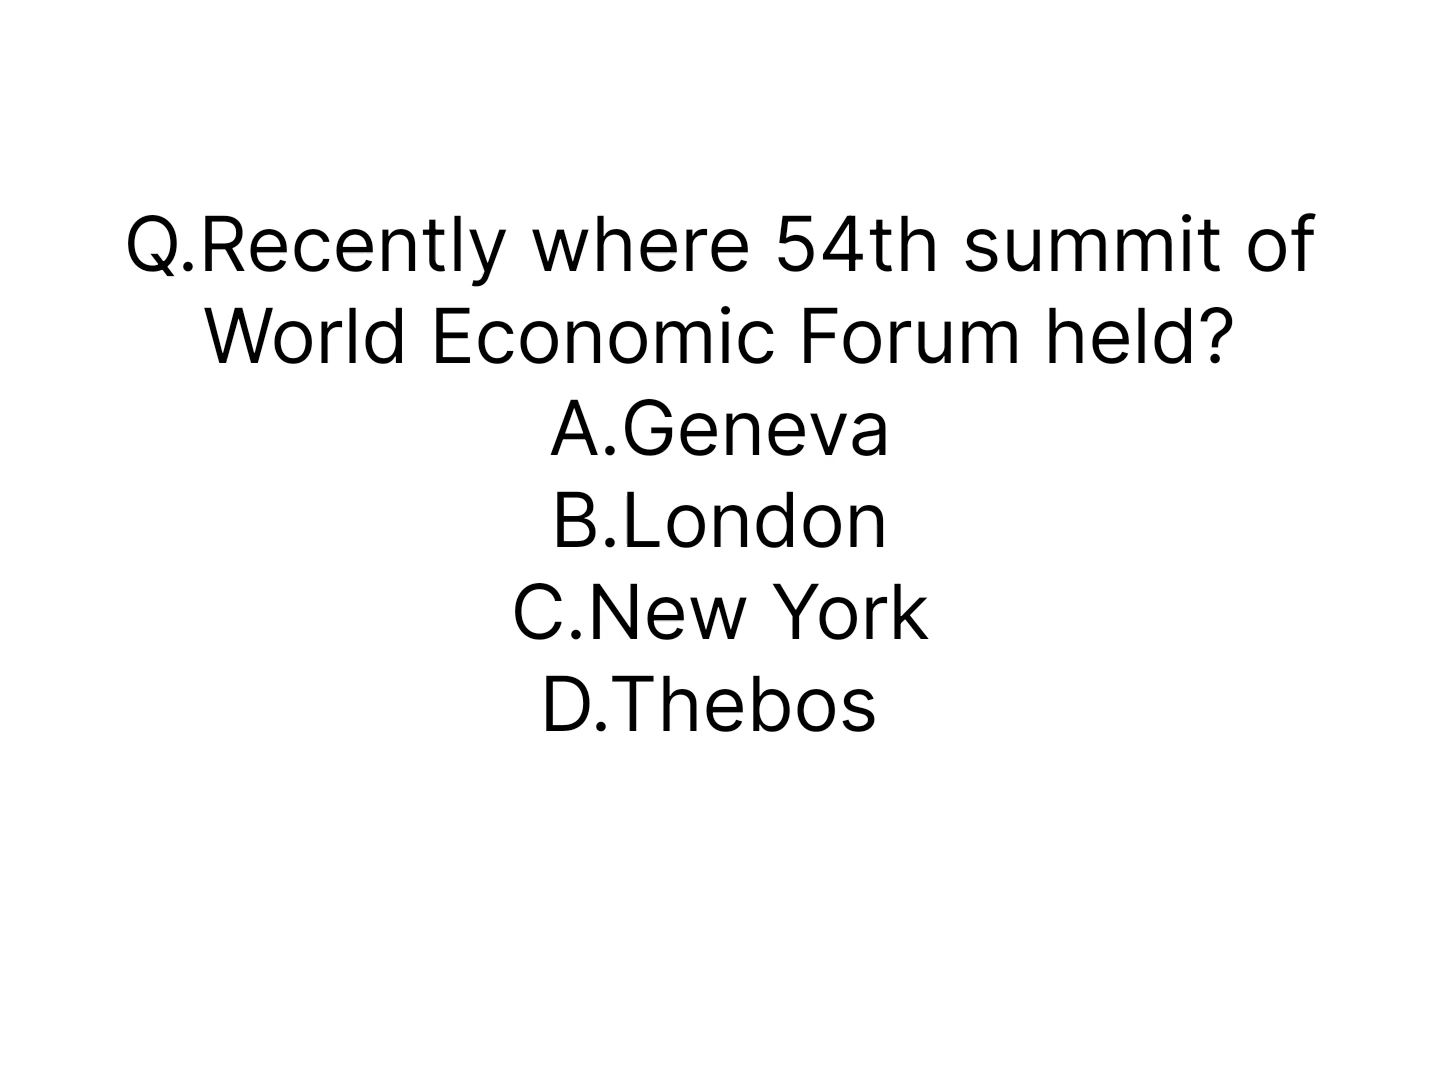 Q.Recently where 54th summit of
World Economic Forum held?
A.Geneva
B.London
C.New York
D.Thebos